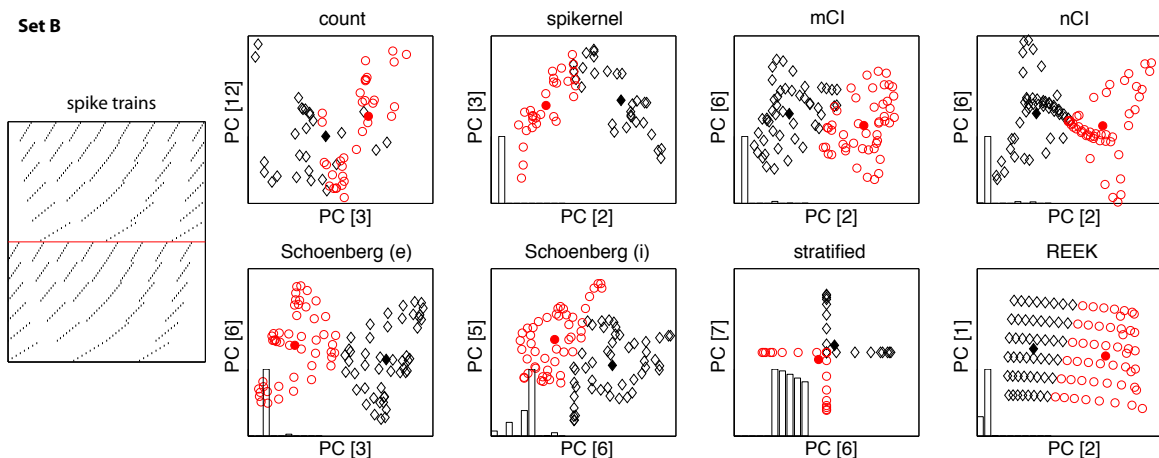 Set B
spike trains
count
PC [12]
PC [3]
spikernel
PC [3]
PC [2]
mCI
PC [6]
PC [2]
nCI
PC [6]
PC [2]
Schoenberg (e)
PC [6]
PC [3]
Schoenberg (i)
PC [5]
PC [6]
stratified
PC [7]
PC [6]
REEK
PC [1]
PC [2]